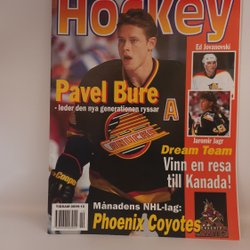 Hockey
Ed Jovanovski
Pavel Bure
- leder den nya generationen ryssar
A
CANUCKS
Jaromir Jagr
Dream Team
Vinn en resa
till Kanada!
Månadens NHL-lag:
Phoenix Coyotes